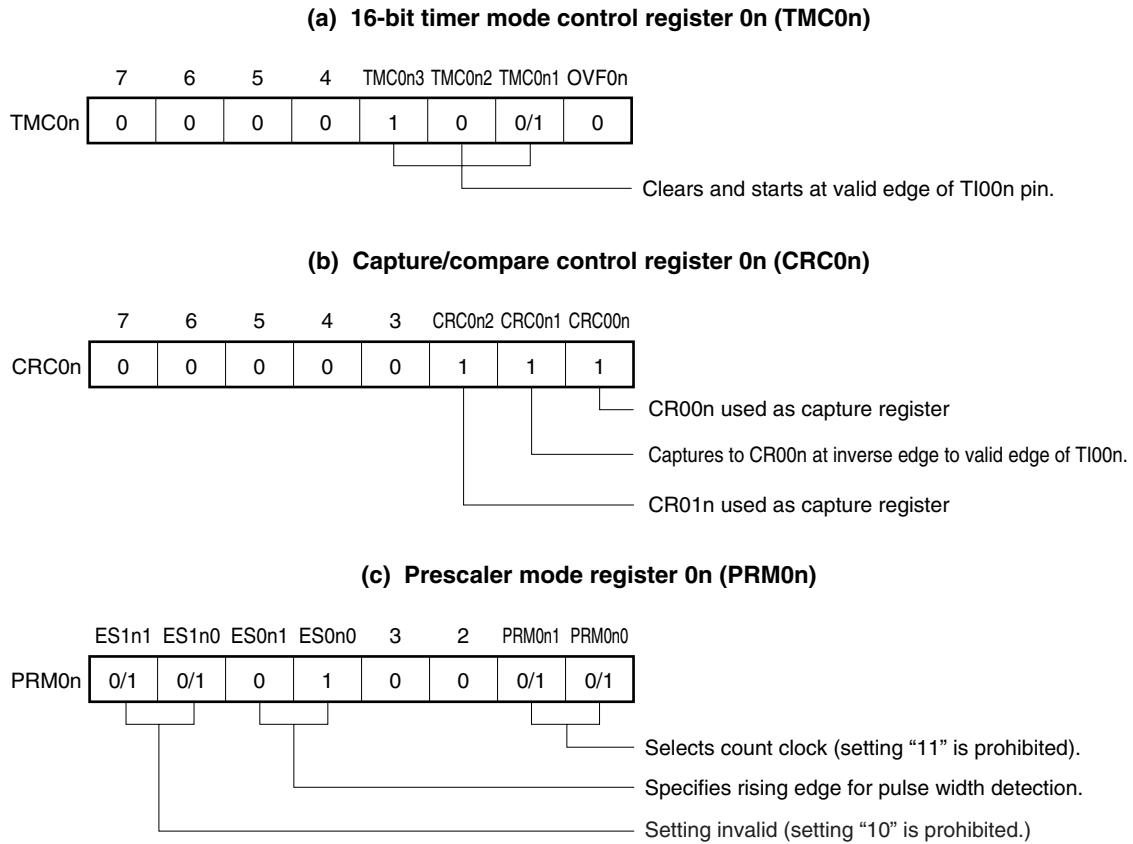 (a) 16-bit timer mode control register 0n (TMC0n)
7 6 5 4 TMC0n3 TMC0n2 TMC0n1 OVF0n
TMC0n 0 0 0 0 1 0 0/1 0
Clears and starts at valid edge of TI00n pin.
(b) Capture/compare control register 0n (CRC0n)
7 6 5 4 3 CRC0n2 CRC0n1 CRC00n
CRC0n 0 0 0 0 0 1 1 1
CR00n used as capture register
Captures to CR00n at inverse edge to valid edge of TI00n.
CR01n used as capture register
(c) Prescaler mode register 0n (PRM0n)
ES1n1 ES1n0 ES0n1 ES0n0 3 2 PRM0n1 PRM0n0
PRM0n 0/1 0/1 0 1 0 0 0/1 0/1
Selects count clock (setting “11” is prohibited).
Specifies rising edge for pulse width detection.
Setting invalid (setting “10” is prohibited.)